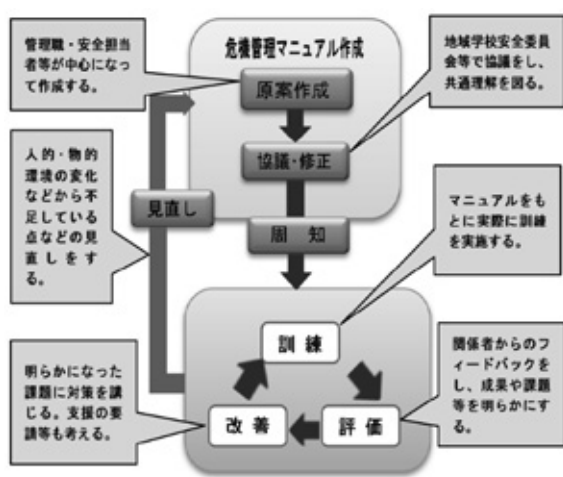 危機管理マニュアル作成
管理職・安全担当
者等が中心になっ
て作成する。
原案作成
地域学校安全委員
会等で協議をし、
共通理解を図る。
協議・修正
人的・物的
環境の変化
などから不
足している
点などの見
直しをす
る。
見直し
周 知
マニュアルをも
とに実際に訓練
を実施する。
訓 練
明らかになった
課題に対策を講
じる。支援の要
請等も考える。
改 善
評 価
関係者からのフ
ィードバックを
し、成果や課題
等を明らかにす
る。